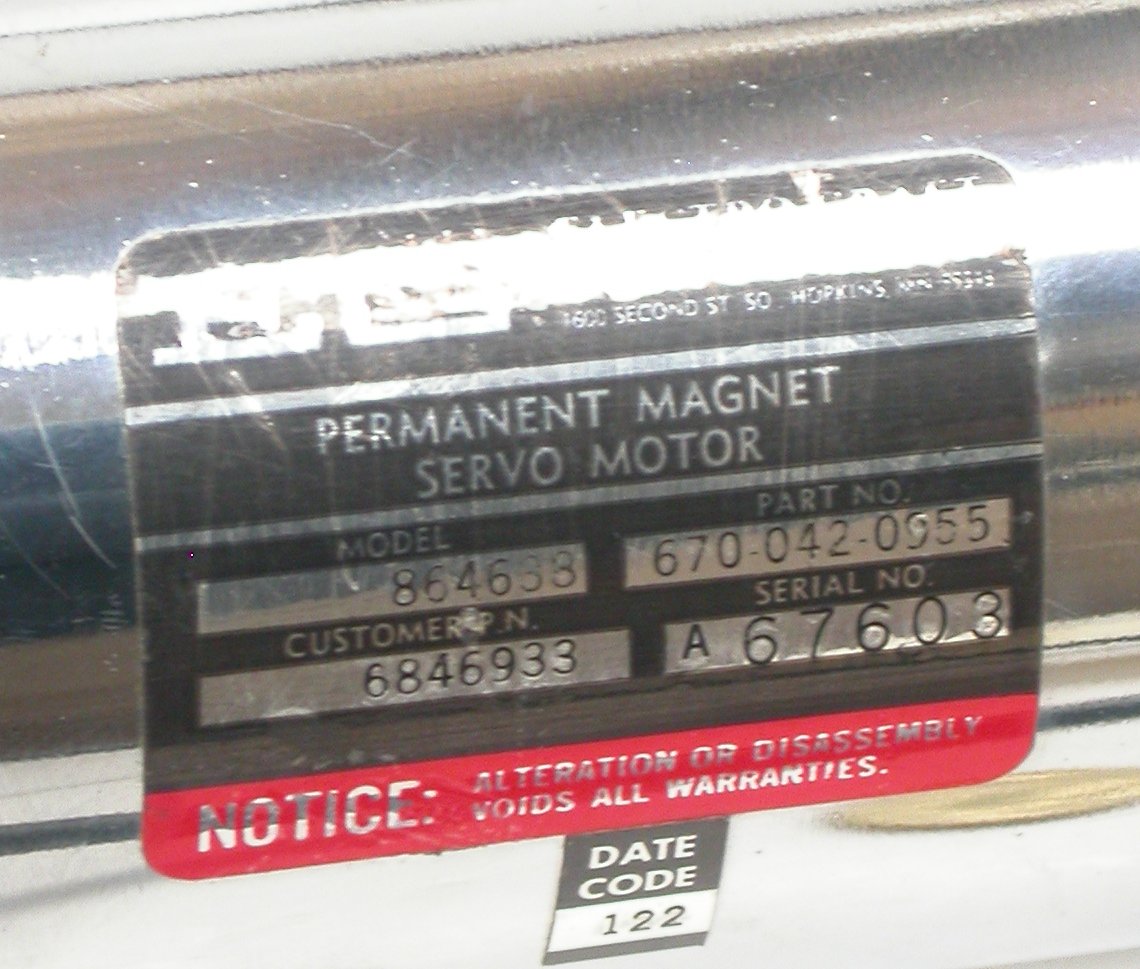 1600 SECOND ST. SO. HOPKINS, MN 55343
PERMANENT MAGNET
SERVO MOTOR
MODEL
PART NO.
864633
670-042-0955
CUSTOMER P.N.
SERIAL NO.
6846933
A 67603
NOTICE: ALTERATION OR DISASSEMBLY
VOIDS ALL WARRANTIES.
DATE
CODE
122